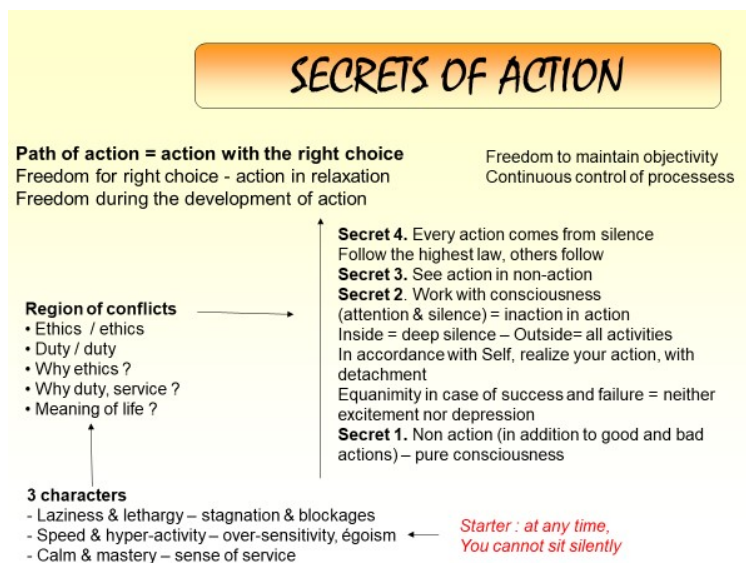 SECRETS OF ACTION
Path of action = action with the right choice
Freedom for right choice - action in relaxation
Freedom during the development of action
Freedom to maintain objectivity
Continuous control of processess
Secret 4. Every action comes from silence
Follow the highest law, others follow
Secret 3. See action in non-action
Secret 2. Work with consciousness
(attention & silence) = inaction in action
Inside = deep silence – Outside= all activities
In accordance with Self, realize your action, with
detachment
Equanimity in case of success and failure = neither
excitement nor depression
Secret 1. Non action (in addition to good and bad
actions) – pure consciousness
Region of conflicts
• Ethics / ethics
• Duty / duty
• Why ethics ?
• Why duty, service ?
• Meaning of life ?
3 characters
- Laziness & lethargy – stagnation & blockages
- Speed & hyper-activity – over-sensitivity, égoism
- Calm & mastery – sense of service
Starter : at any time,
You cannot sit silently